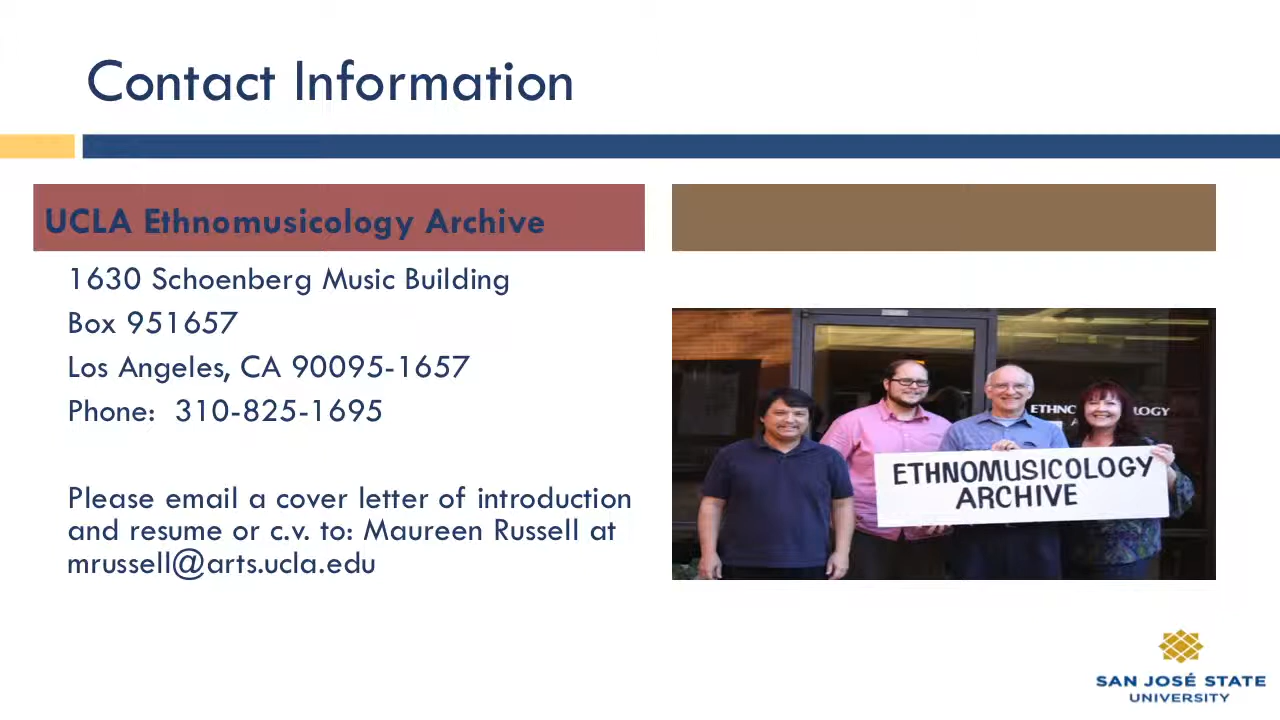 Contact Information
UCLA Ethnomusicology Archive
1630 Schoenberg Music Building
Box 951657
Los Angeles, CA 90095-1657
Phone:  310-825-1695
Please email a cover letter of introduction
and resume or c.v. to: Maureen Russell at
mrussell@arts.ucla.edu
ETHNC LOGY
A
ETHNOMUSICOLOGY
ARCHIVE
SAN JOSÉ STATE
UNIVERSITY